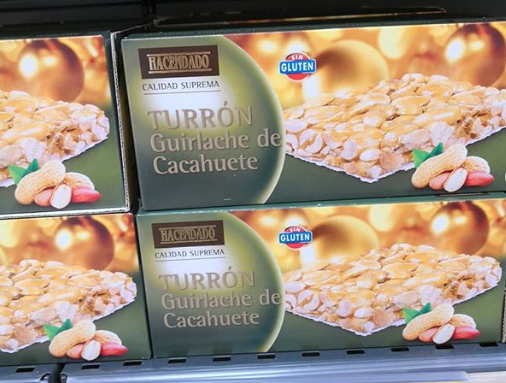 HACENDADO
CALIDAD SUPREMA
TURRÓN
Guirlache de
Cacahuete
SIN
GLUTEN
HACENDADO
CALIDAD SUPREMA
TURRÓN
Guirlache de
Cacahuete
SIN
GLUTEN